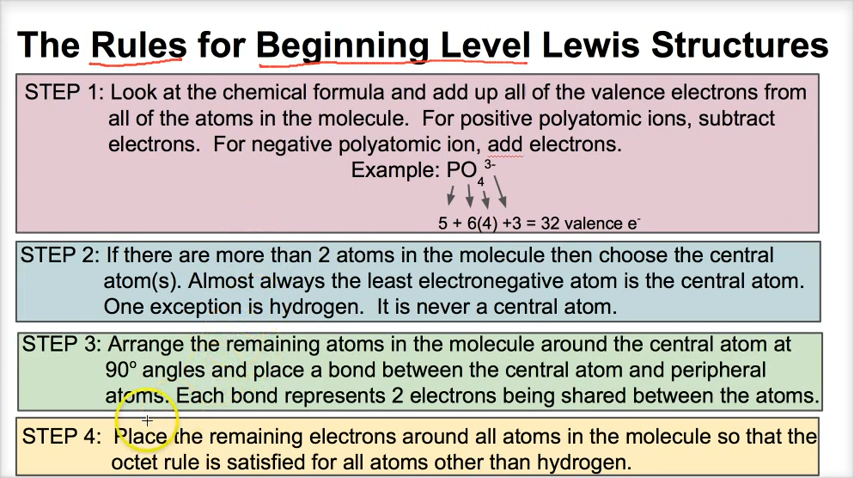 The Rules for Beginning Level Lewis Structures
STEP 1: Look at the chemical formula and add up all of the valence electrons from
all of the atoms in the molecule. For positive polyatomic ions, subtract
electrons. For negative polyatomic ion, add electrons.
Example: PO₄³⁻
5 + 6(4) +3 = 32 valence e⁻
STEP 2: If there are more than 2 atoms in the molecule then choose the central
atom(s). Almost always the least electronegative atom is the central atom.
One exception is hydrogen. It is never a central atom.
STEP 3: Arrange the remaining atoms in the molecule around the central atom at
90º angles and place a bond between the central atom and peripheral
atoms. Each bond represents 2 electrons being shared between the atoms.
STEP 4: Place the remaining electrons around all atoms in the molecule so that the
octet rule is satisfied for all atoms other than hydrogen.